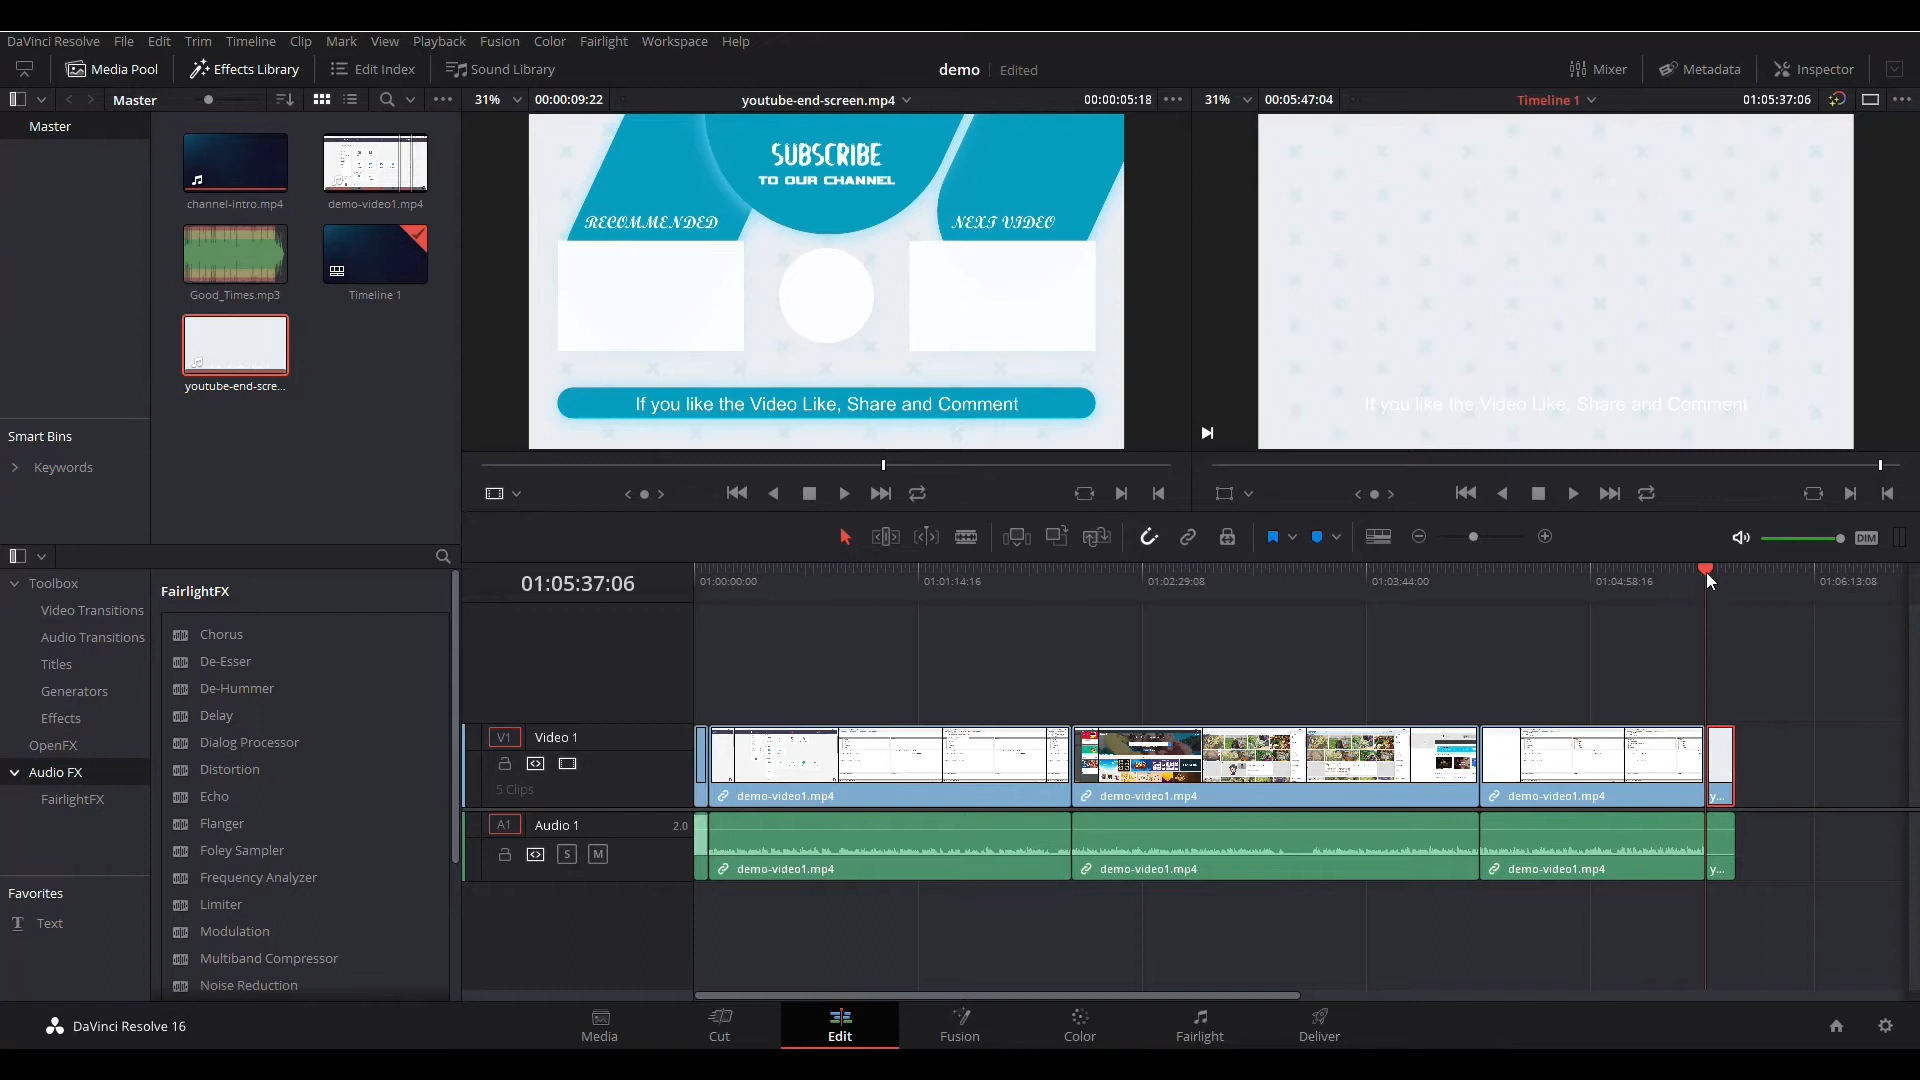 DaVinci Resolve File Edit Trim Timeline Clip Mark View Playback Fusion Color Fairlight Workspace Help
Media Pool Effects Library Edit Index Sound Library demo Edited Mixer Metadata Inspector
Master 31% 00:00:09:22 youtube-end-screen.mp4 00:00:05:18 31% 00:05:47:04 Timeline 1 01:05:37:06
Master
channel-intro.mp4 demo-video1.mp4
Good_Times.mp3 Timeline 1
youtube-end-scre...
Smart Bins
Keywords
SUBSCRIBE
TO OUR CHANNEL
RECOMMENDED NEXT VIDEO
If you like the Video Like, Share and Comment
If you like the Video Like, Share and Comment
DIM
Toolbox
Video Transitions
Audio Transitions
Titles
Generators
Effects
OpenFX
Audio FX
FairlightFX
Favorites
T Text
FairlightFX
Chorus
De-Esser
De-Hummer
Delay
Dialog Processor
Distortion
Echo
Flanger
Foley Sampler
Frequency Analyzer
Limiter
Modulation
Multiband Compressor
Noise Reduction
01:05:37:06 01:00:00:00 01:01:14:16 01:02:29:08 01:03:44:00 01:04:58:16 01:06:13:08
V1 Video 1
5 Clips
demo-video1.mp4 demo-video1.mp4 demo-video1.mp4 y...
A1 Audio 1 2.0
S M
demo-video1.mp4 demo-video1.mp4 demo-video1.mp4 y...
DaVinci Resolve 16 Media Cut Edit Fusion Color Fairlight Deliver